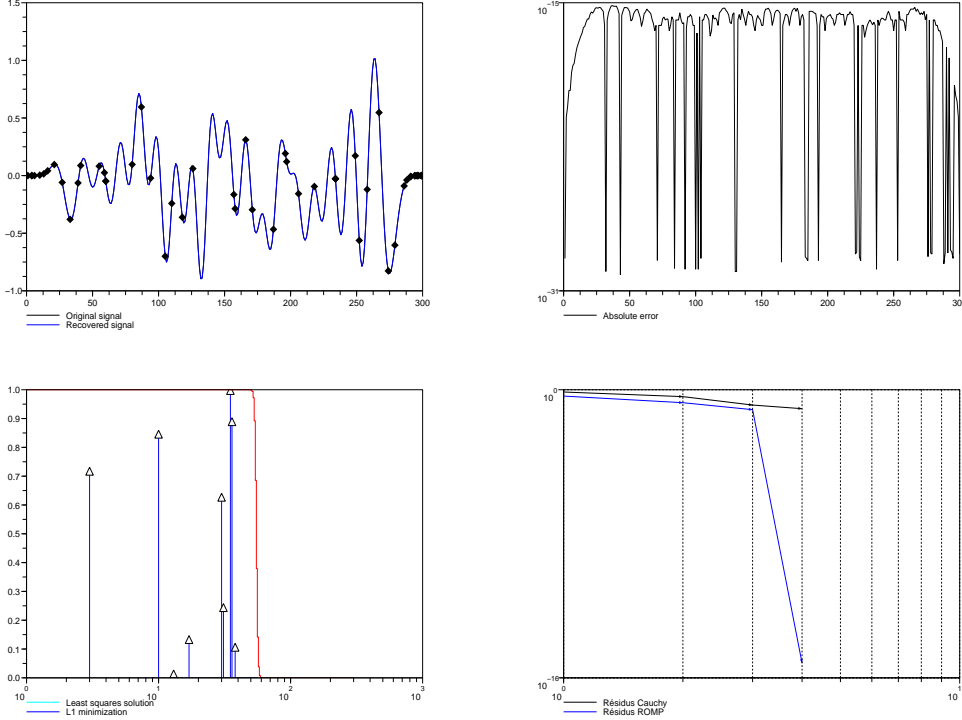 1.5
1.0
0.5
0.0
−0.5
−1.0
0 50 100 150 200 250 300
Original signal
Recovered signal
10 −15
10 −31
0 50 100 150 200 250 300
Absolute error
1.0
0.9
0.8
0.7
0.6
0.5
0.4
0.3
0.2
0.1
0.0
10 0 10 1 10 2 10 3
Least squares solution
L1 minimization
10 0
10 −16
10 0 10 1
Résidus Cauchy
Résidus ROMP